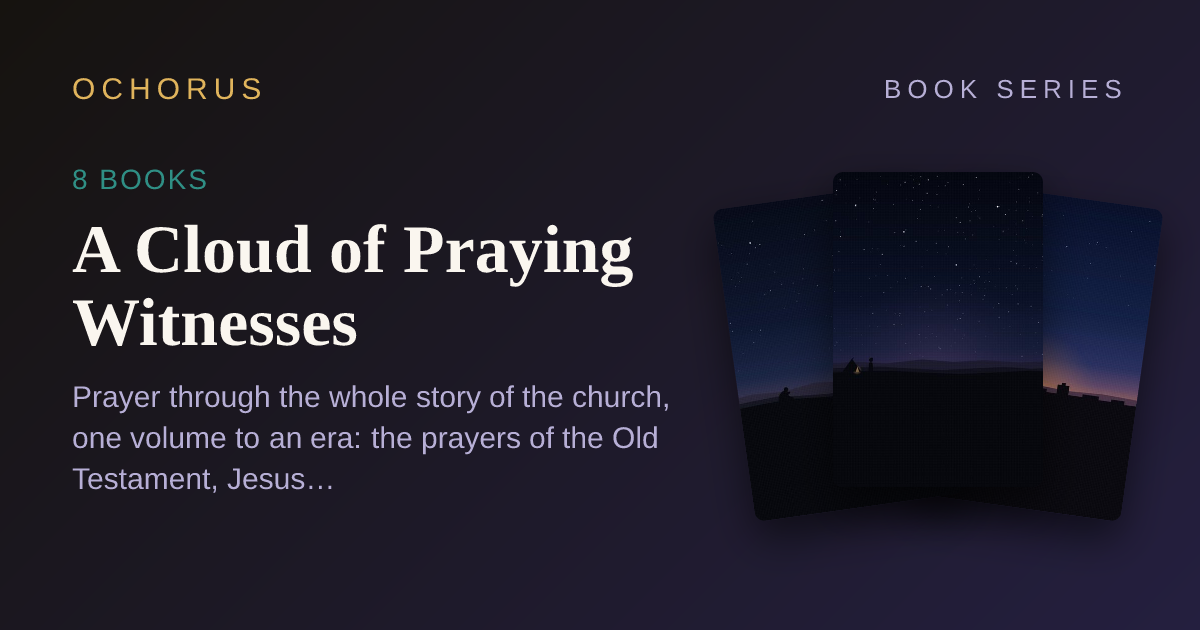 OCHORUS
BOOK SERIES
8 BOOKS
A Cloud of Praying
Witnesses
Prayer through the whole story of the church,
one volume to an era: the prayers of the Old
Testament, Jesus…